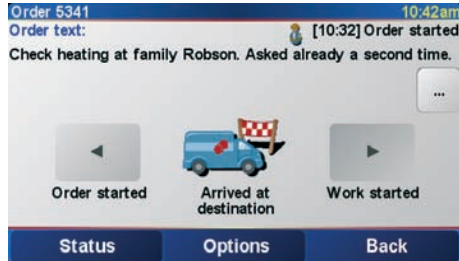 Order 5341 10:42am
Order text: [10:32] Order started
Check heating at family Robson. Asked already a second time.
...
Order started Arrived at destination Work started
Status Options Back